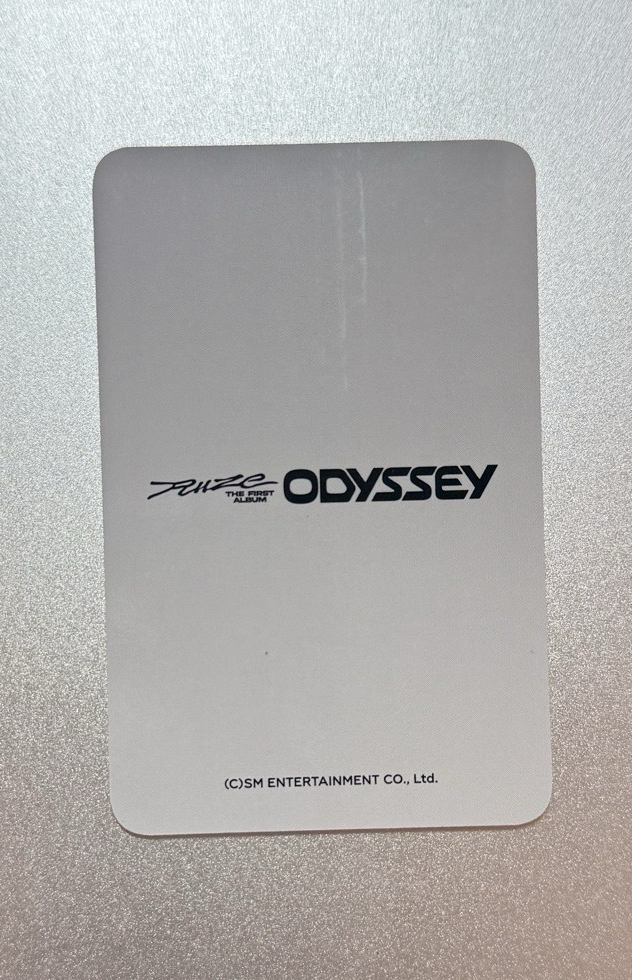 RIIZE THE FIRST ALBUM ODYSSEY
(C)SM ENTERTAINMENT CO., Ltd.